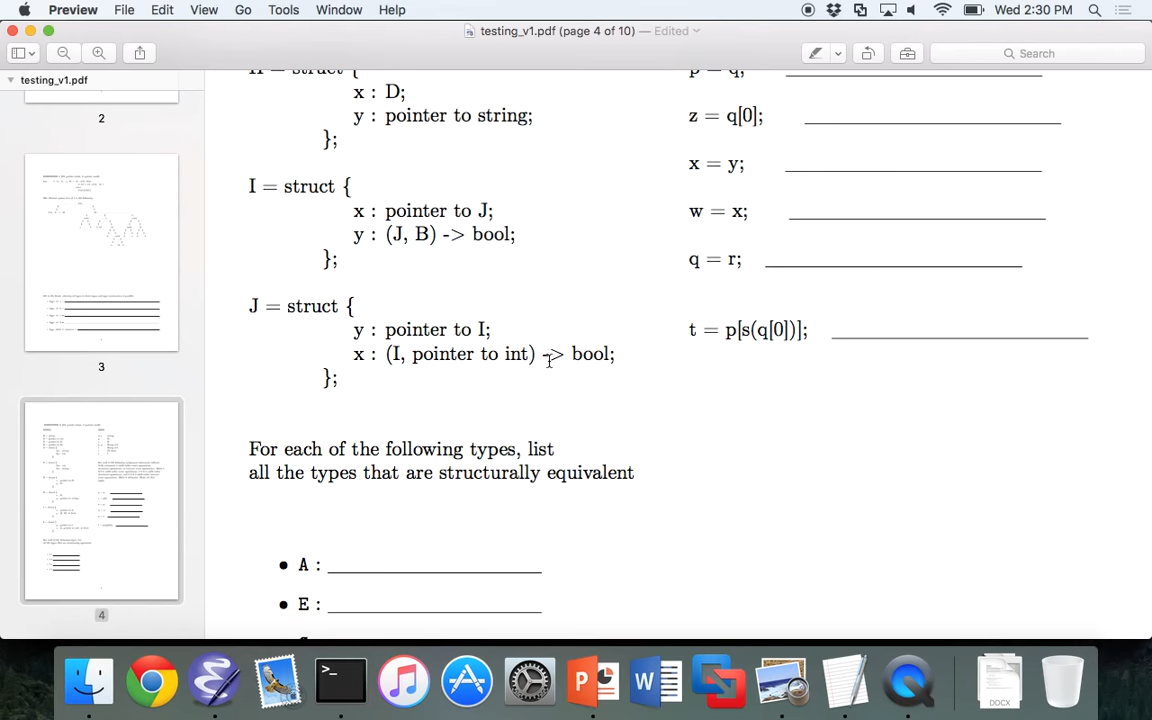 Preview File Edit View Go Tools Window Help Wed 2:30 PM
testing_v1.pdf (page 4 of 10) — Edited
Search
testing_v1.pdf
2
3
4
x : D;
y : pointer to string;
};
I = struct {
x : pointer to J;
y : (J, B) -> bool;
};
J = struct {
y : pointer to I;
x : (I, pointer to int) -> bool;
};
For each of the following types, list
all the types that are structurally equivalent
• A :
• E :
p = q;
z = q[0];
x = y;
w = x;
q = r;
t = p[s(q[0])];
DOCX